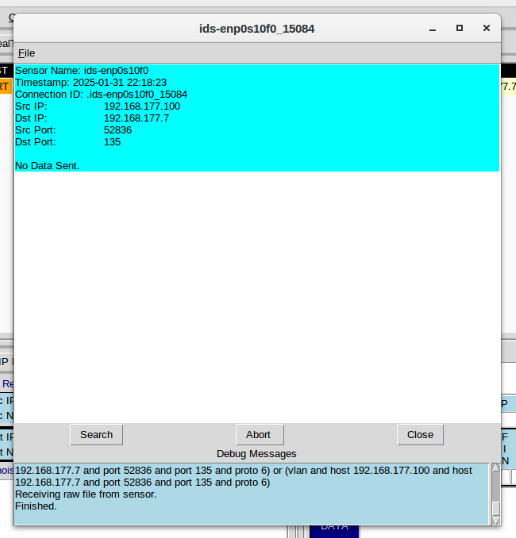 ids-enp0s10f0_15084
File
Sensor Name: ids-enp0s10f0
Timestamp: 2025-01-31 22:18:23
Connection ID: .ids-enp0s10f0_15084
Src IP: 192.168.177.100
Dst IP: 192.168.177.7
Src Port: 52836
Dst Port: 135
No Data Sent.
Search Abort Close
Debug Messages
192.168.177.7 and port 52836 and port 135 and proto 6) or (vlan and host 192.168.177.100 and host
192.168.177.7 and port 52836 and port 135 and proto 6)
Receiving raw file from sensor.
Finished.
DATA